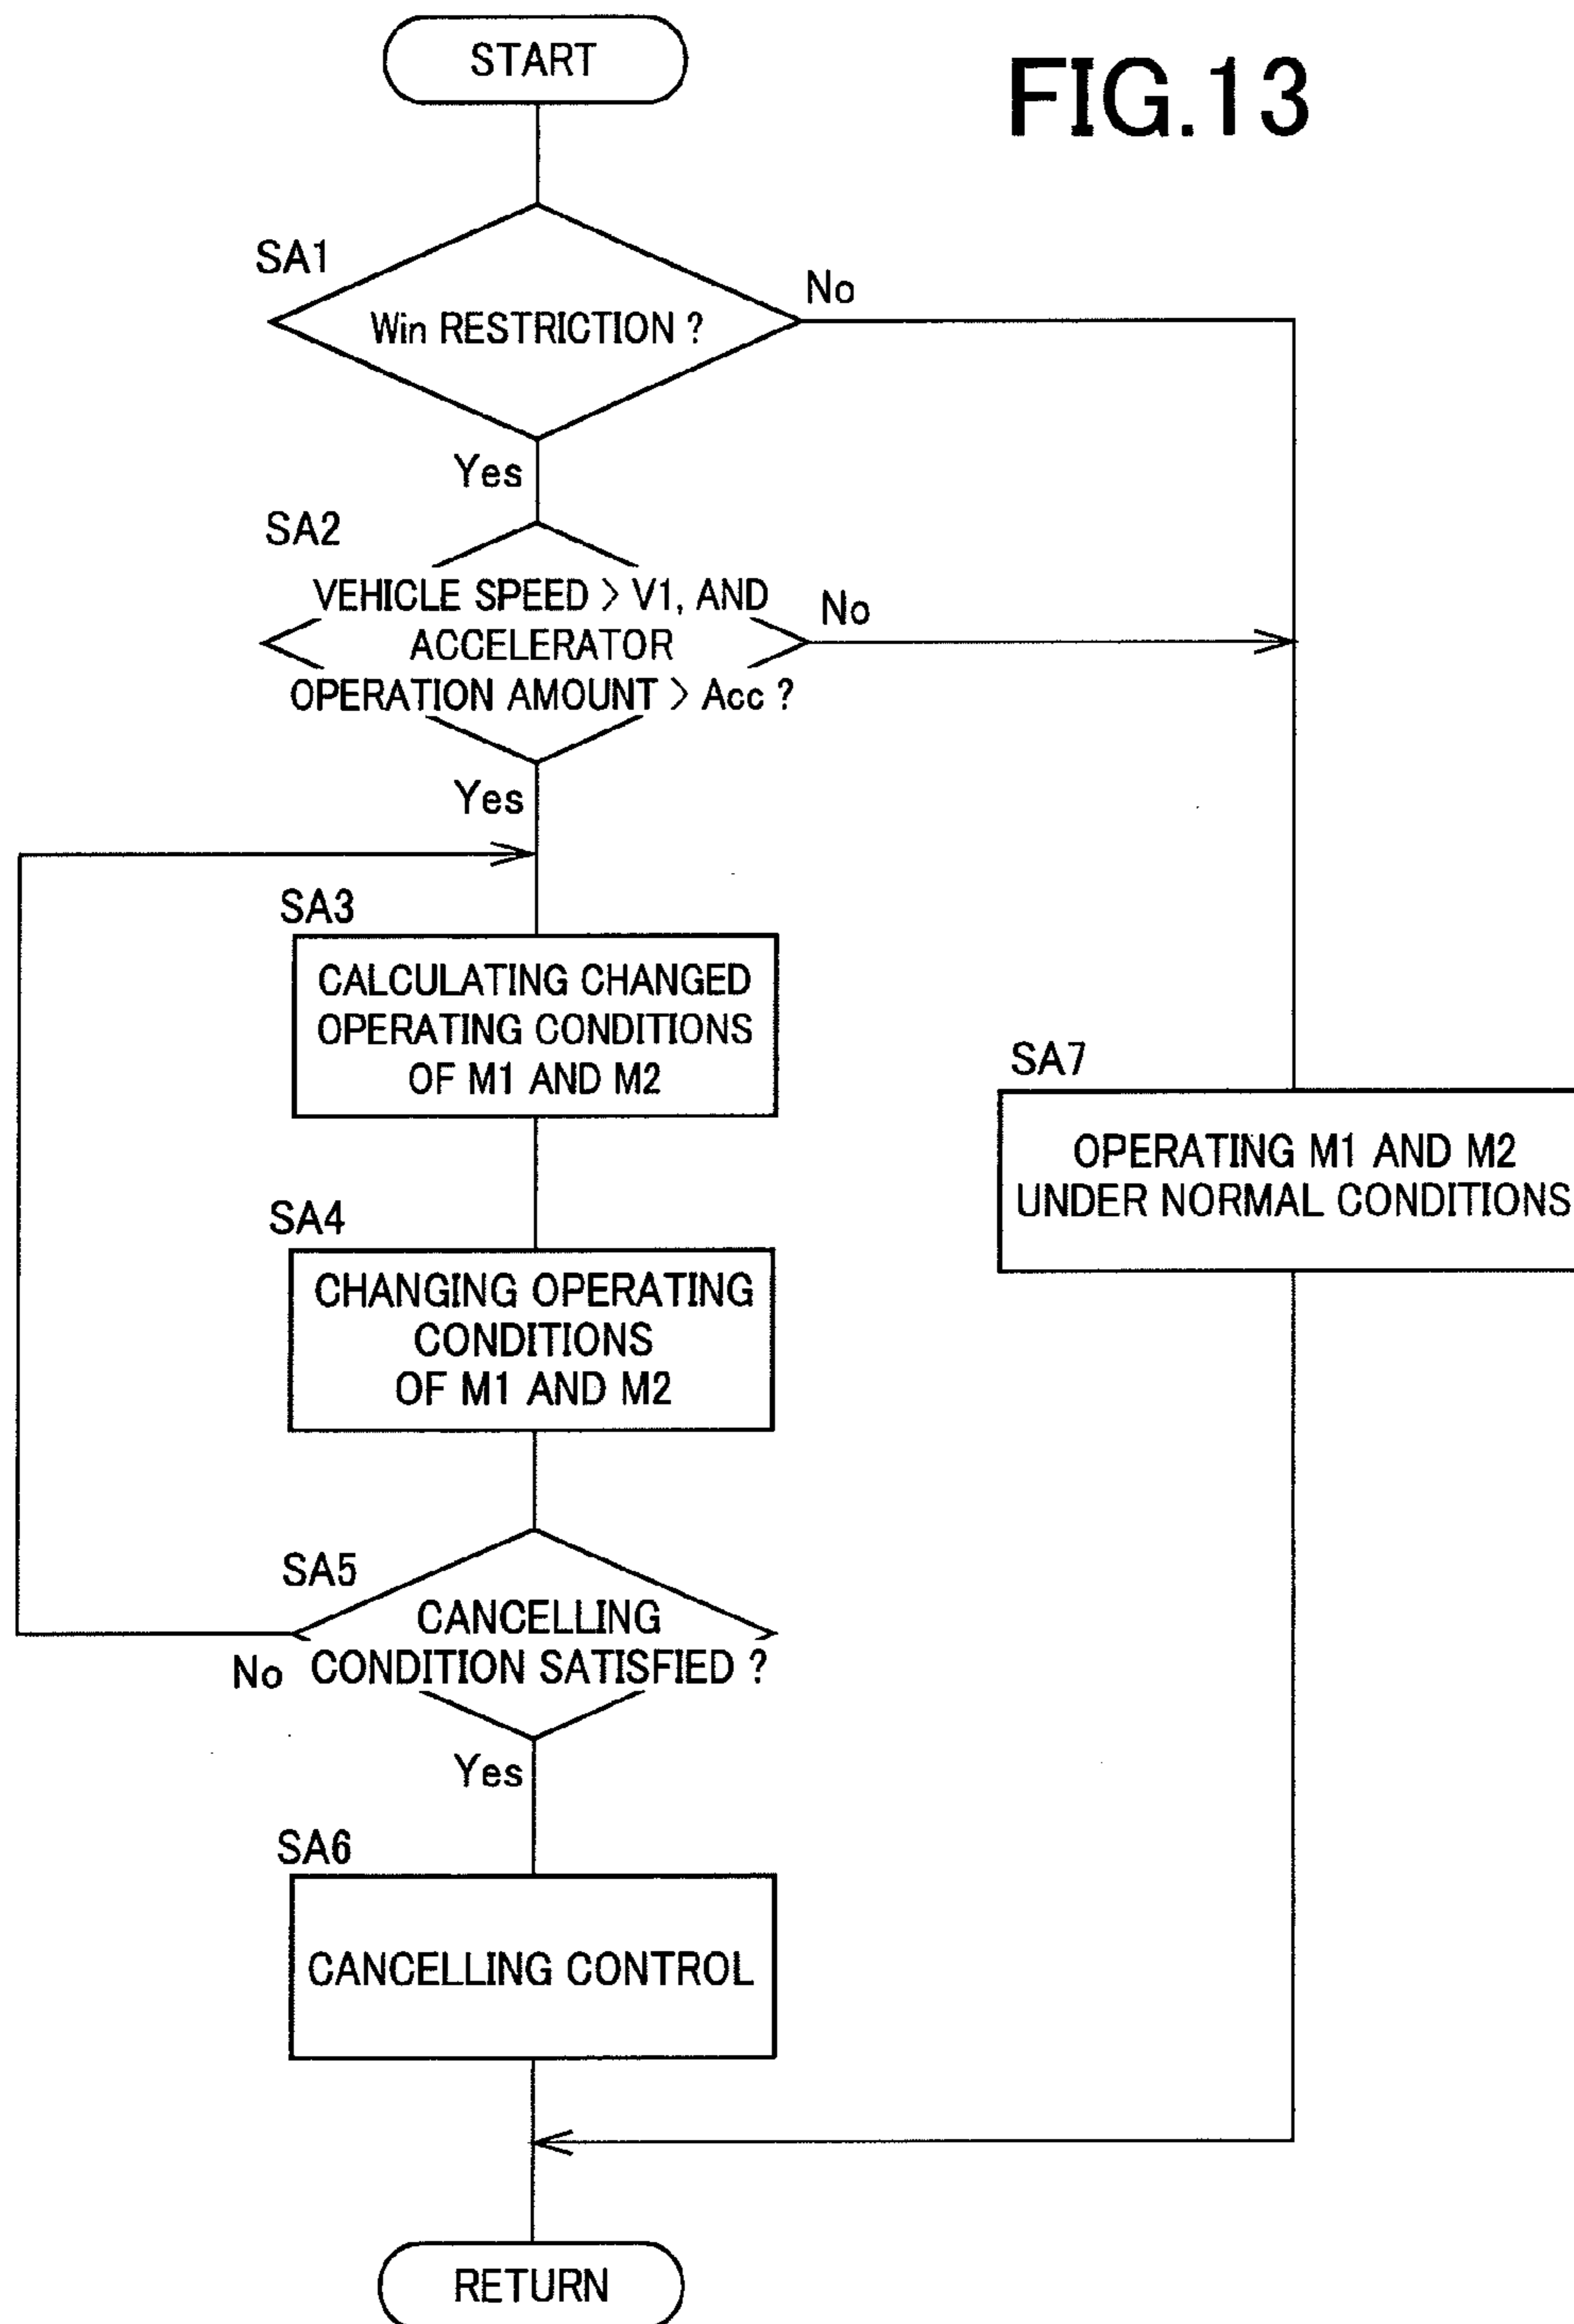 START
FIG.13
SA1
Win RESTRICTION ?
No
Yes
SA2
VEHICLE SPEED > V1, AND
ACCELERATOR
OPERATION AMOUNT > Acc ?
No
Yes
SA3
CALCULATING CHANGED
OPERATING CONDITIONS
OF M1 AND M2
SA7
OPERATING M1 AND M2
UNDER NORMAL CONDITIONS
SA4
CHANGING OPERATING
CONDITIONS
OF M1 AND M2
SA5
CANCELLING
CONDITION SATISFIED ?
No
Yes
SA6
CANCELLING CONTROL
RETURN